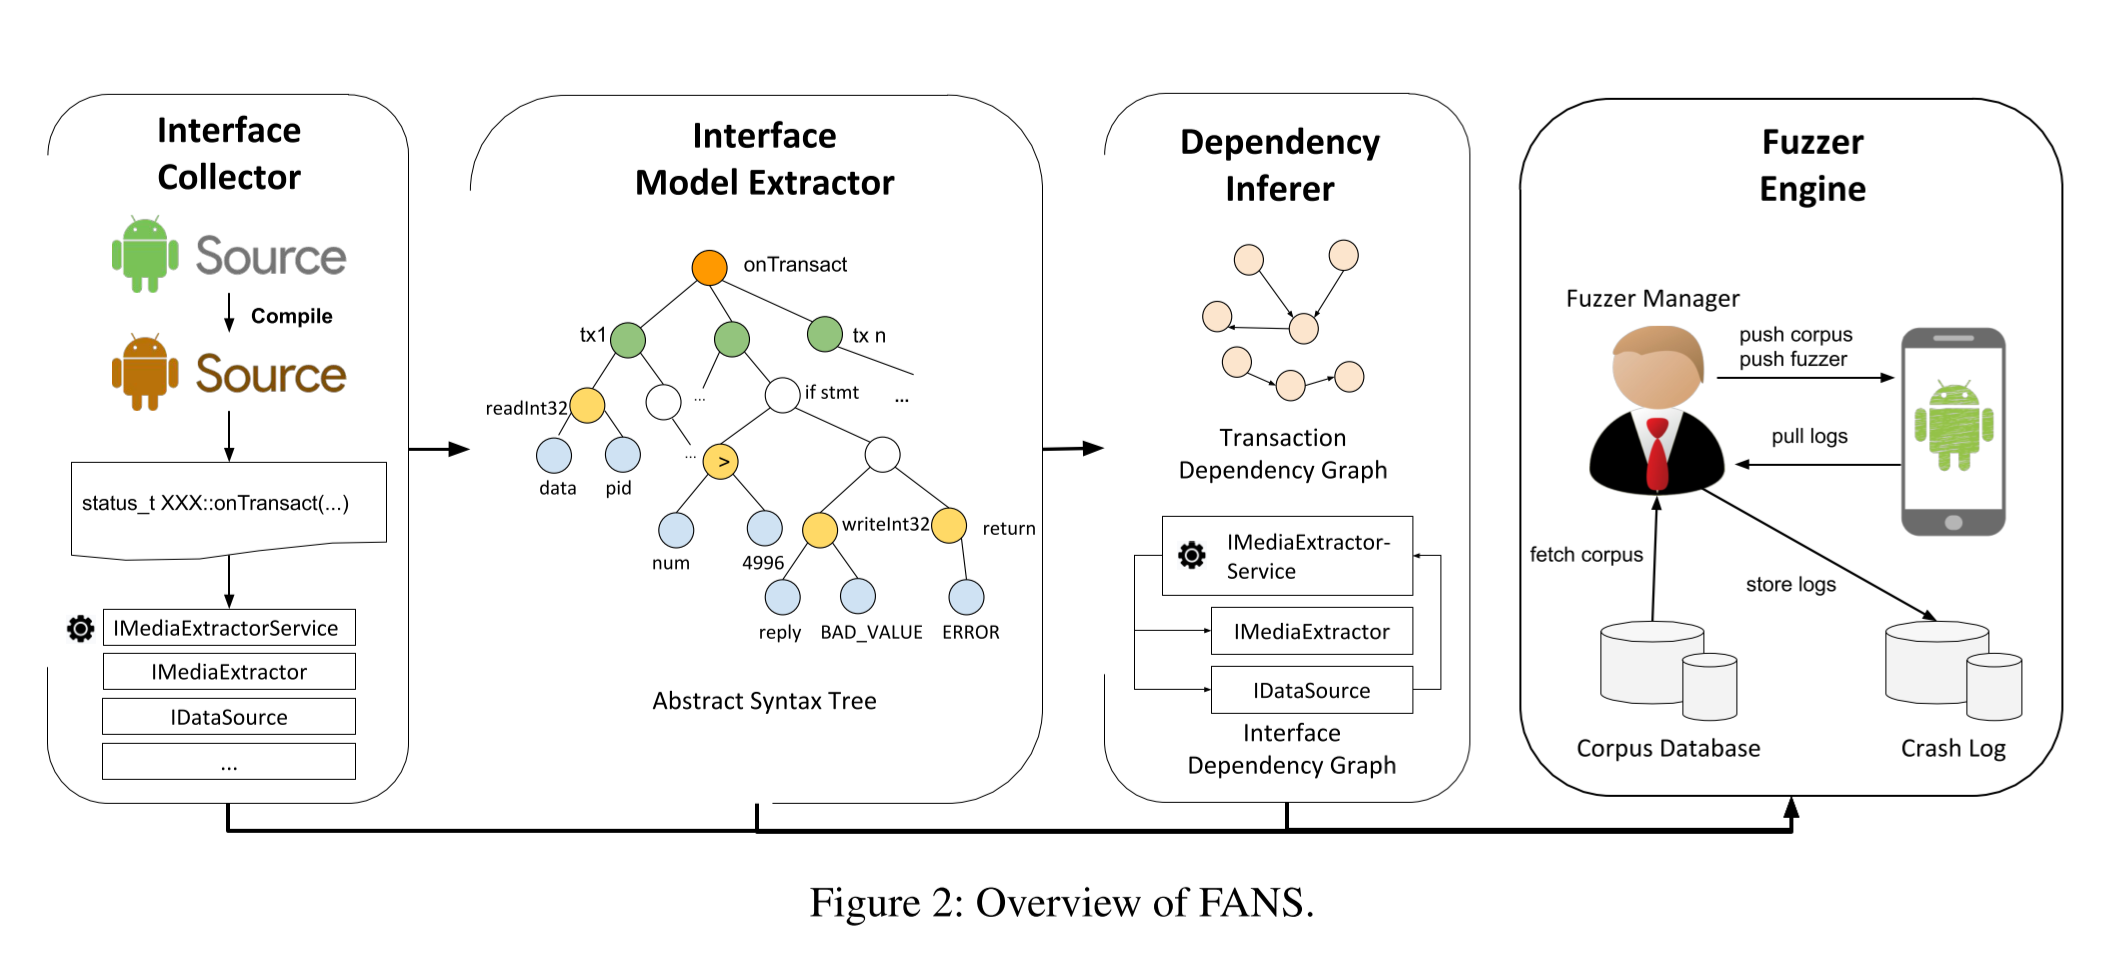 Interface
Collector
Source
Compile
Source
status_t XXX::onTransact(...)
IMediaExtractorService
IMediaExtractor
IDataSource
...
Interface
Model Extractor
onTransact
tx1
tx n
readInt32
...
if stmt
...
data
pid
...
>
num
4996
writeInt32
return
reply
BAD_VALUE
ERROR
Abstract Syntax Tree
Dependency
Inferer
Transaction
Dependency Graph
IMediaExtractor-
Service
IMediaExtractor
IDataSource
Interface
Dependency Graph
Fuzzer
Engine
Fuzzer Manager
push corpus
push fuzzer
pull logs
fetch corpus
store logs
Corpus Database
Crash Log
Figure 2: Overview of FANS.